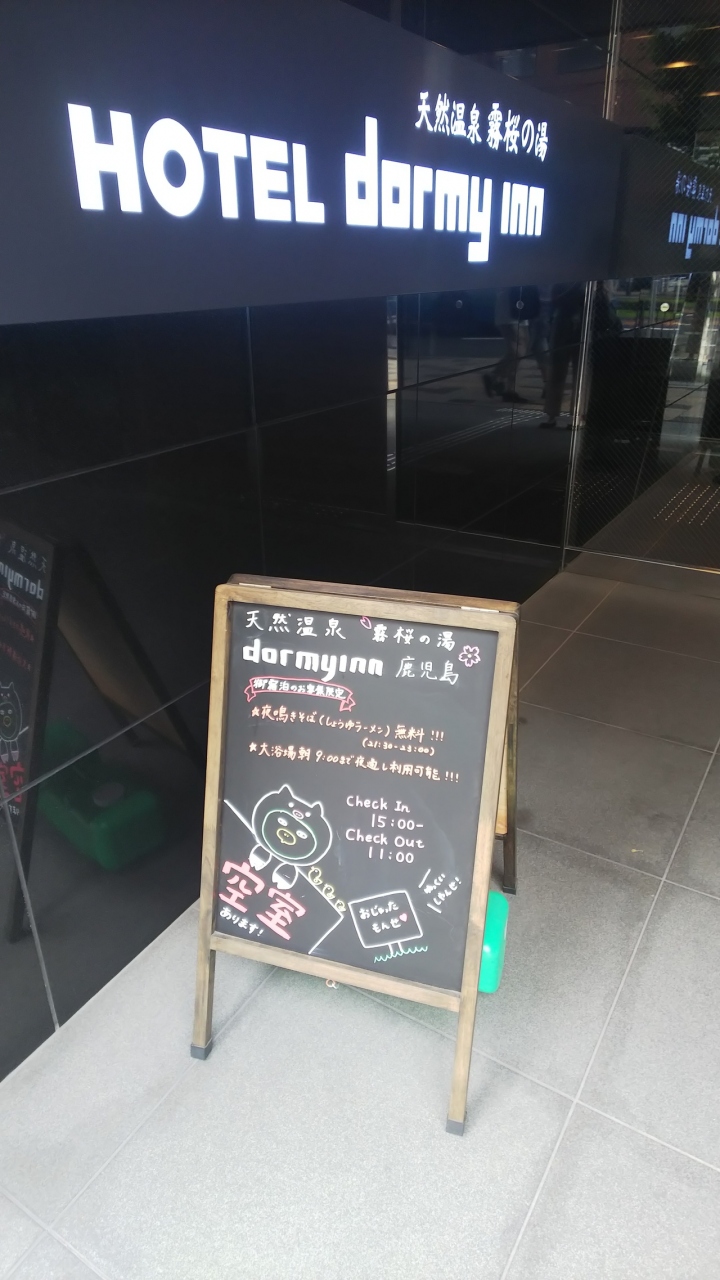 天然温泉 霧桜の湯
HOTEL dormy inn
天然温泉 霧桜の湯
dormy inn 鹿児島
御宿泊のお客様限定
★夜鳴きそば(しょうゆラーメン)無料!!!
(21:30-23:00)
★大浴場朝9:00まで夜通し利用可能!!!
Check In
15:00-
Check Out
11:00
空室
あります!
おじゃった
もんせ♥